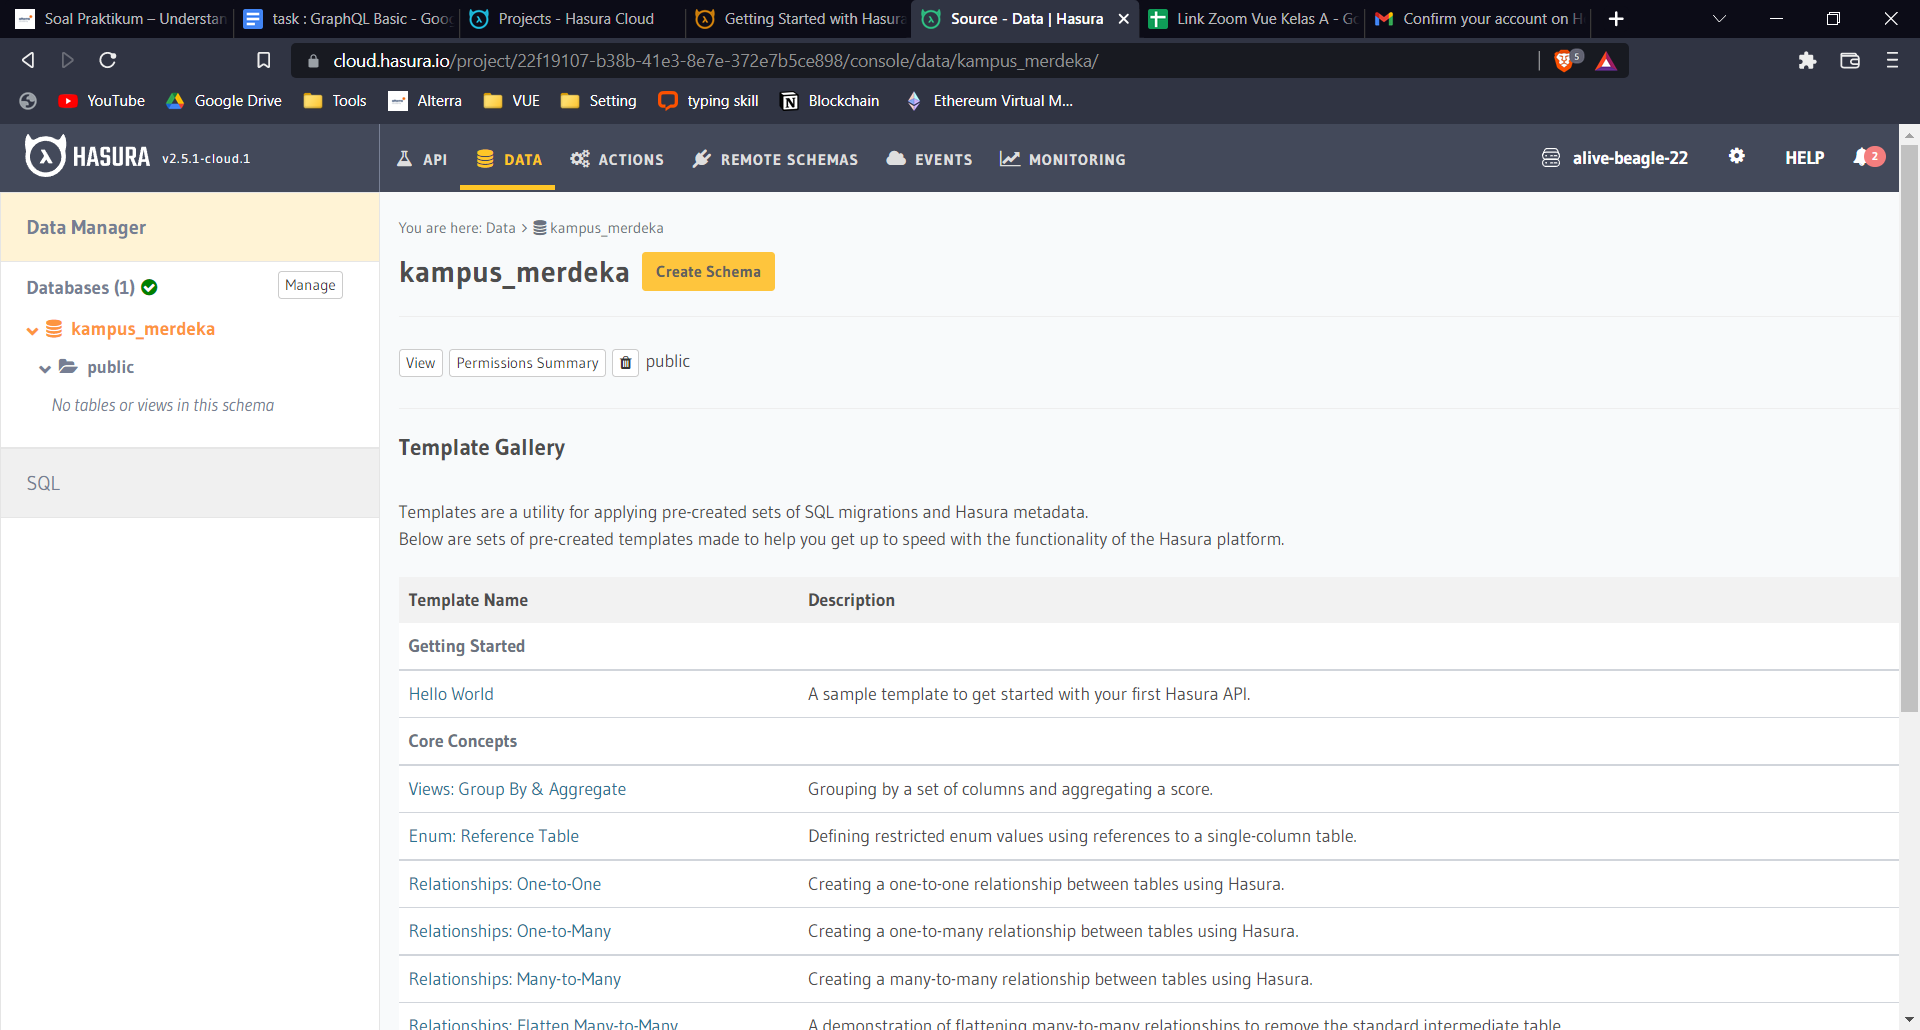 Soal Praktikum – Understan
task : GraphQL Basic - Goo
Projects - Hasura Cloud
Getting Started with Hasura
Source - Data | Hasura
Link Zoom Vue Kelas A - Go
Confirm your account on H
cloud.hasura.io/project/22f19107-b38b-41e3-8e7e-372e7b5ce898/console/data/kampus_merdeka/
5
YouTube
Google Drive
Tools
Alterra
VUE
Setting
typing skill
Blockchain
Ethereum Virtual M...
HASURA v2.5.1-cloud.1
API
DATA
ACTIONS
REMOTE SCHEMAS
EVENTS
MONITORING
alive-beagle-22
HELP
2
Data Manager
Databases (1)
Manage
kampus_merdeka
public
No tables or views in this schema
SQL
You are here: Data > kampus_merdeka
kampus_merdeka
Create Schema
View
Permissions Summary
public
Template Gallery
Templates are a utility for applying pre-created sets of SQL migrations and Hasura metadata.
Below are sets of pre-created templates made to help you get up to speed with the functionality of the Hasura platform.
Template Name Description
Getting Started
Hello World A sample template to get started with your first Hasura API.
Core Concepts
Views: Group By & Aggregate Grouping by a set of columns and aggregating a score.
Enum: Reference Table Defining restricted enum values using references to a single-column table.
Relationships: One-to-One Creating a one-to-one relationship between tables using Hasura.
Relationships: One-to-Many Creating a one-to-many relationship between tables using Hasura.
Relationships: Many-to-Many Creating a many-to-many relationship between tables using Hasura.
Relationships: Flatten Many-to-Many A demonstration of flattening many-to-many relationships to remove the standard intermediate table.